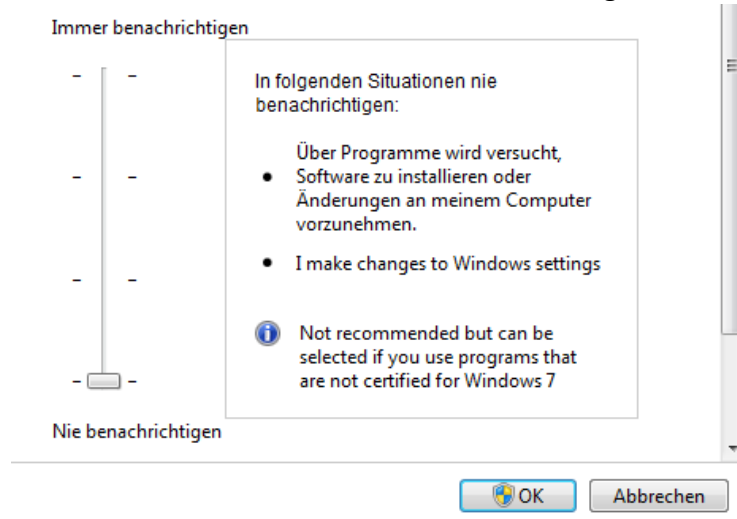 Immer benachrichtigen
In folgenden Situationen nie
benachrichtigen:
Über Programme wird versucht,
Software zu installieren oder
Änderungen an meinem Computer
vorzunehmen.
I make changes to Windows settings
Not recommended but can be
selected if you use programs that
are not certified for Windows 7
Nie benachrichtigen
OK
Abbrechen